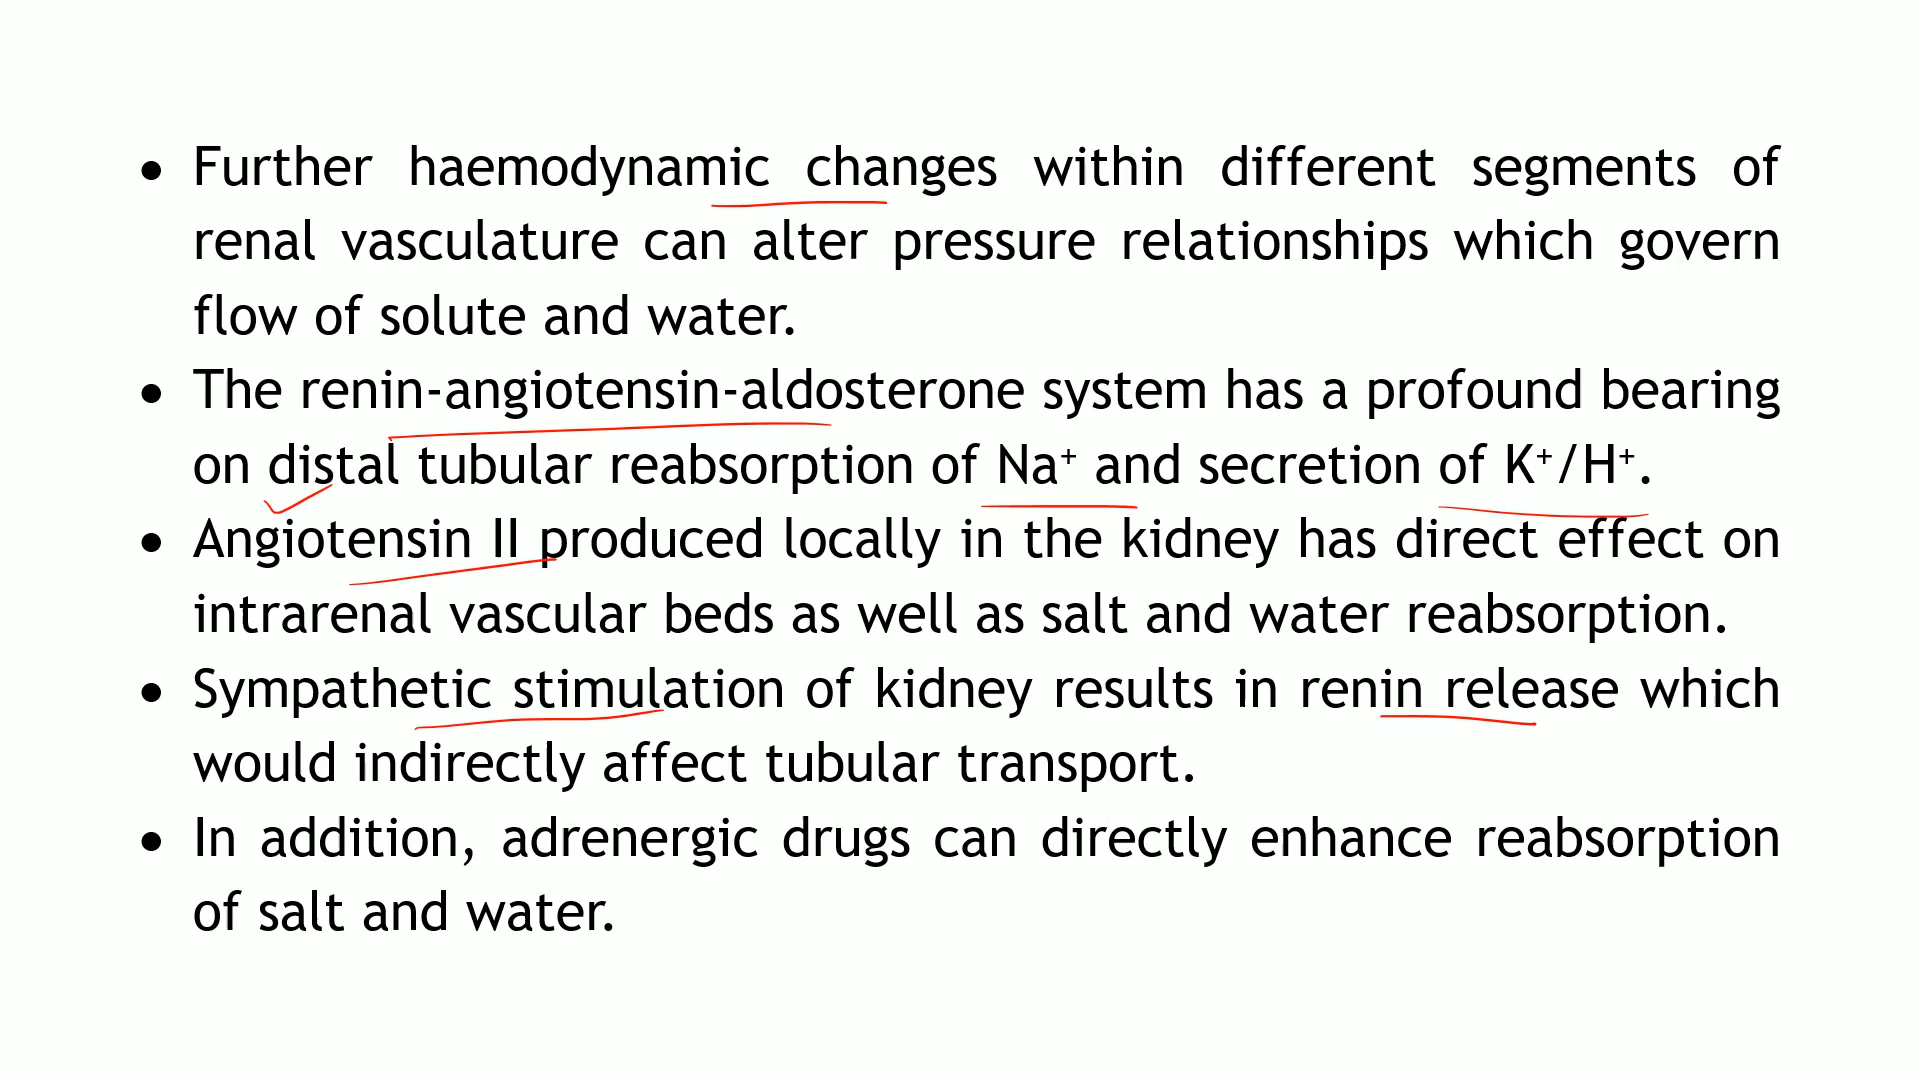 • Further haemodynamic changes within different segments of
renal vasculature can alter pressure relationships which govern
flow of solute and water.
• The renin-angiotensin-aldosterone system has a profound bearing
on distal tubular reabsorption of Na⁺ and secretion of K⁺/H⁺.
• Angiotensin II produced locally in the kidney has direct effect on
intrarenal vascular beds as well as salt and water reabsorption.
• Sympathetic stimulation of kidney results in renin release which
would indirectly affect tubular transport.
• In addition, adrenergic drugs can directly enhance reabsorption
of salt and water.